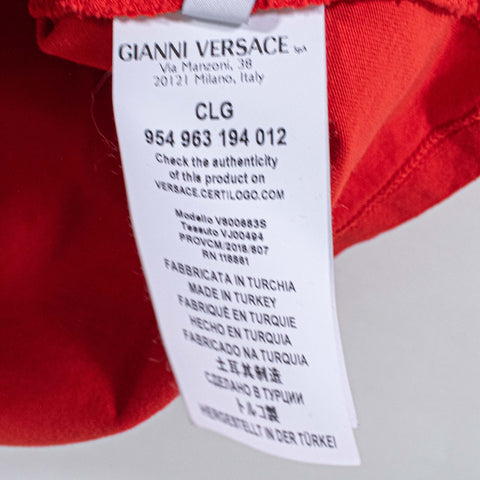 GIANNI VERSACE SpA
Via Manzoni, 38
20121 Milano, Italy
CLG
954 963 194 012
Check the authenticity
of this product on
VERSACE.CERTILOGO.COM
Modello V800683S
Tessuto VJ00494
PROVCM/2018/807
RN 116881
FABBRICATA IN TURCHIA
MADE IN TURKEY
FABRIQUÉ EN TURQUIE
HECHO EN TURQUIA
FABRICADO NA TURQUIA
土耳其制造
СДЕЛАНО В ТУРЦИИ
トルコ製
HERGESTELLT IN DER TÜRKEI